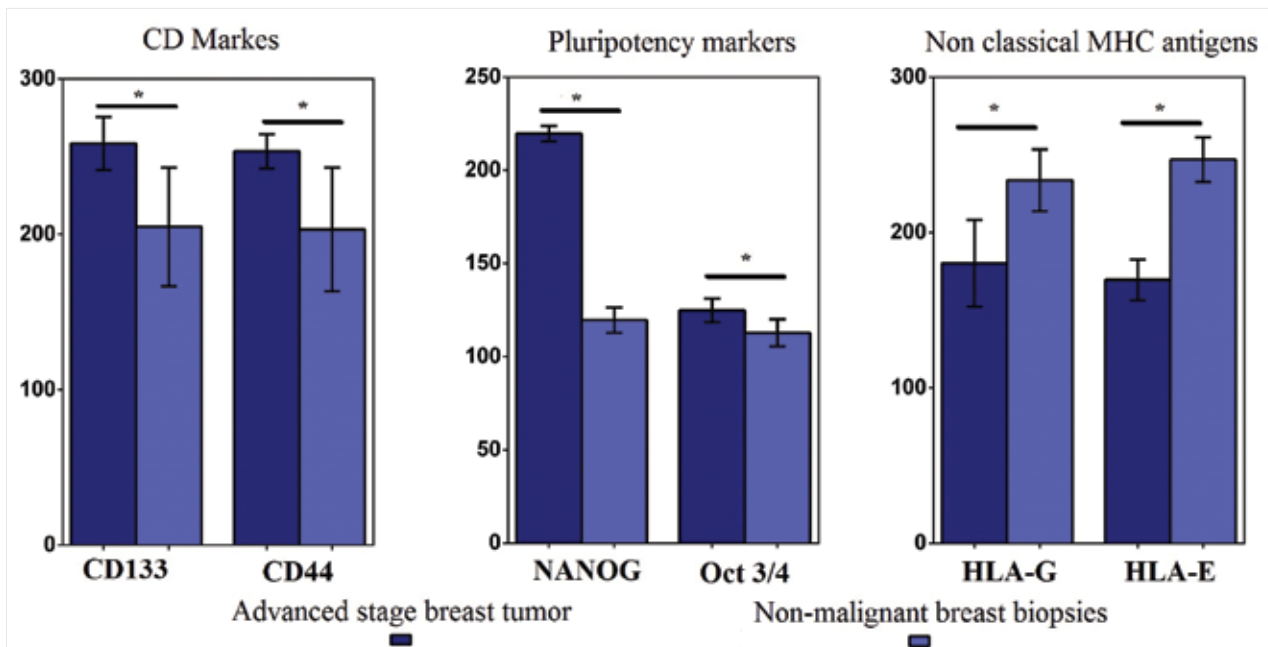 CD Markes
Pluripotency markers
Non classical MHC antigens
300
200
100
0
*
*
CD133
CD44
250
200
150
100
50
0
*
*
NANOG
Oct 3/4
300
200
100
0
*
*
HLA-G
HLA-E
Advanced stage breast tumor
Non-malignant breast biopsies